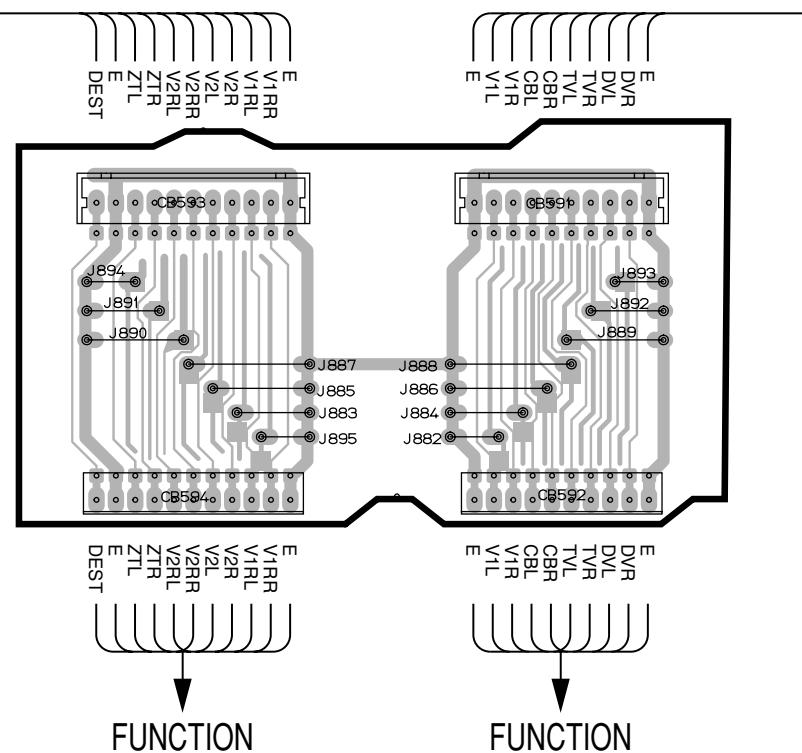 DEST E ZTL ZTR V2RL V2RR V2L V2R V1RL V1RR E
E V1L V1R CBL CBR TVL TVR DVL DVR E
CB593
CB591
J894
J893
J891
J892
J890
J889
J887
J888
J885
J886
J883
J884
J895
J882
CB594
CB592
DEST E ZTL ZTR V2RL V2RR V2L V2R V1RL V1RR E
E V1L V1R CBL CBR TVL TVR DVL DVR E
FUNCTION
FUNCTION